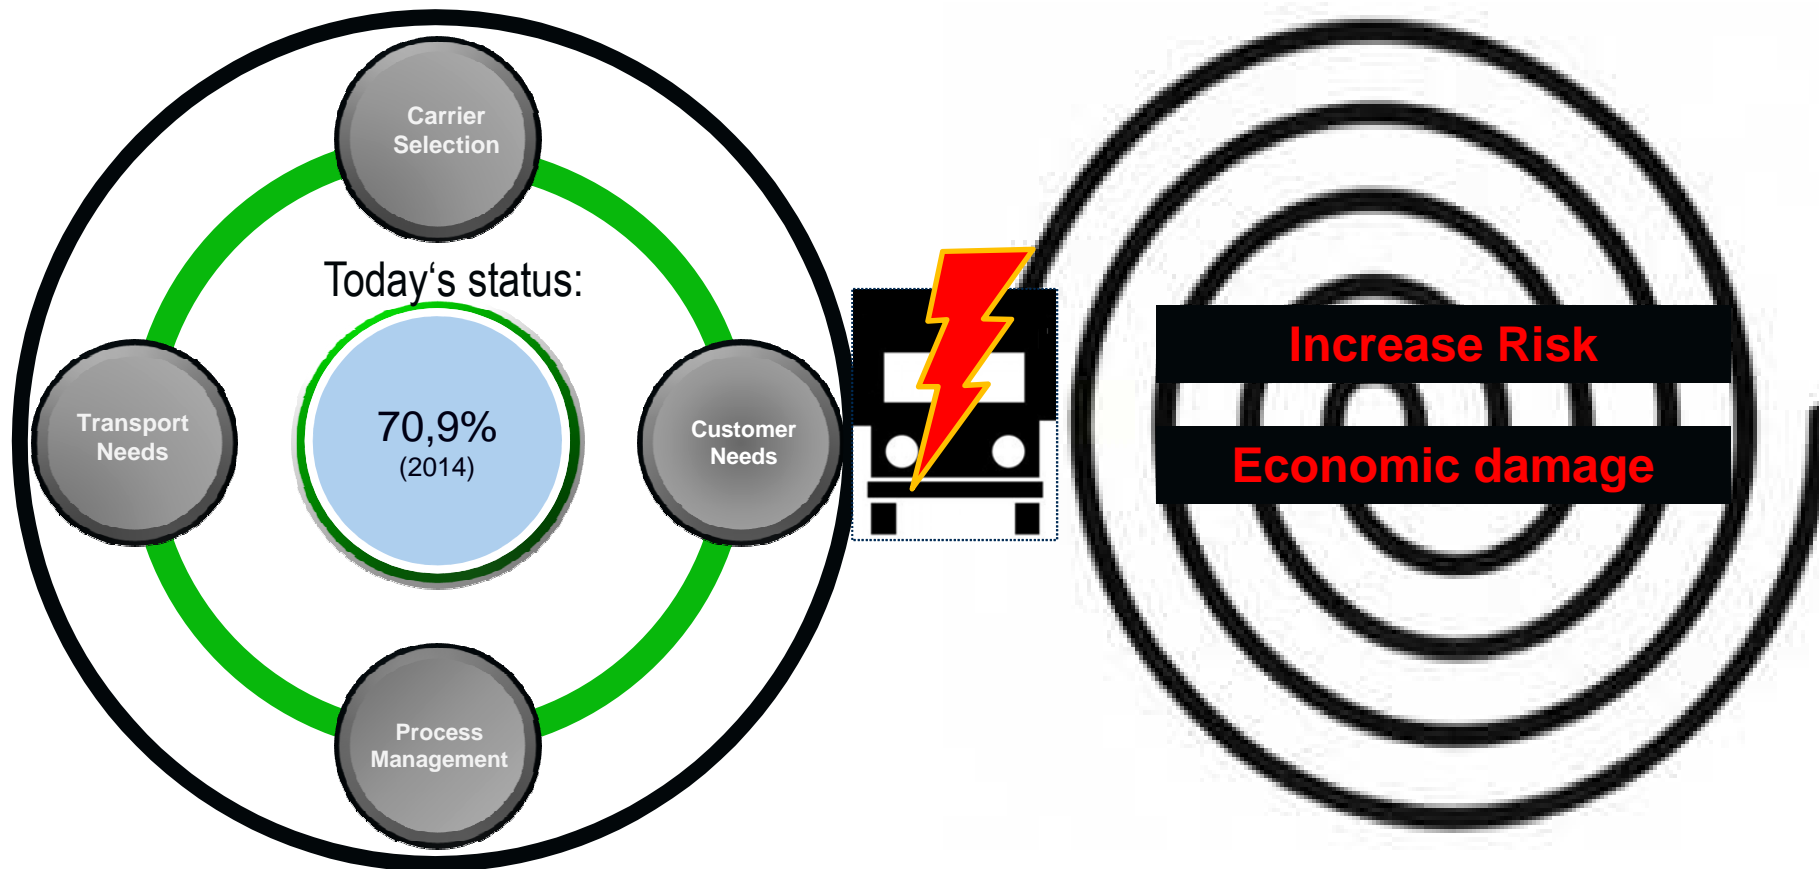 Carrier
Selection
Today‘s status:
Transport
Needs
70,9%
(2014)
Customer
Needs
Process
Management
Increase Risk
Economic damage